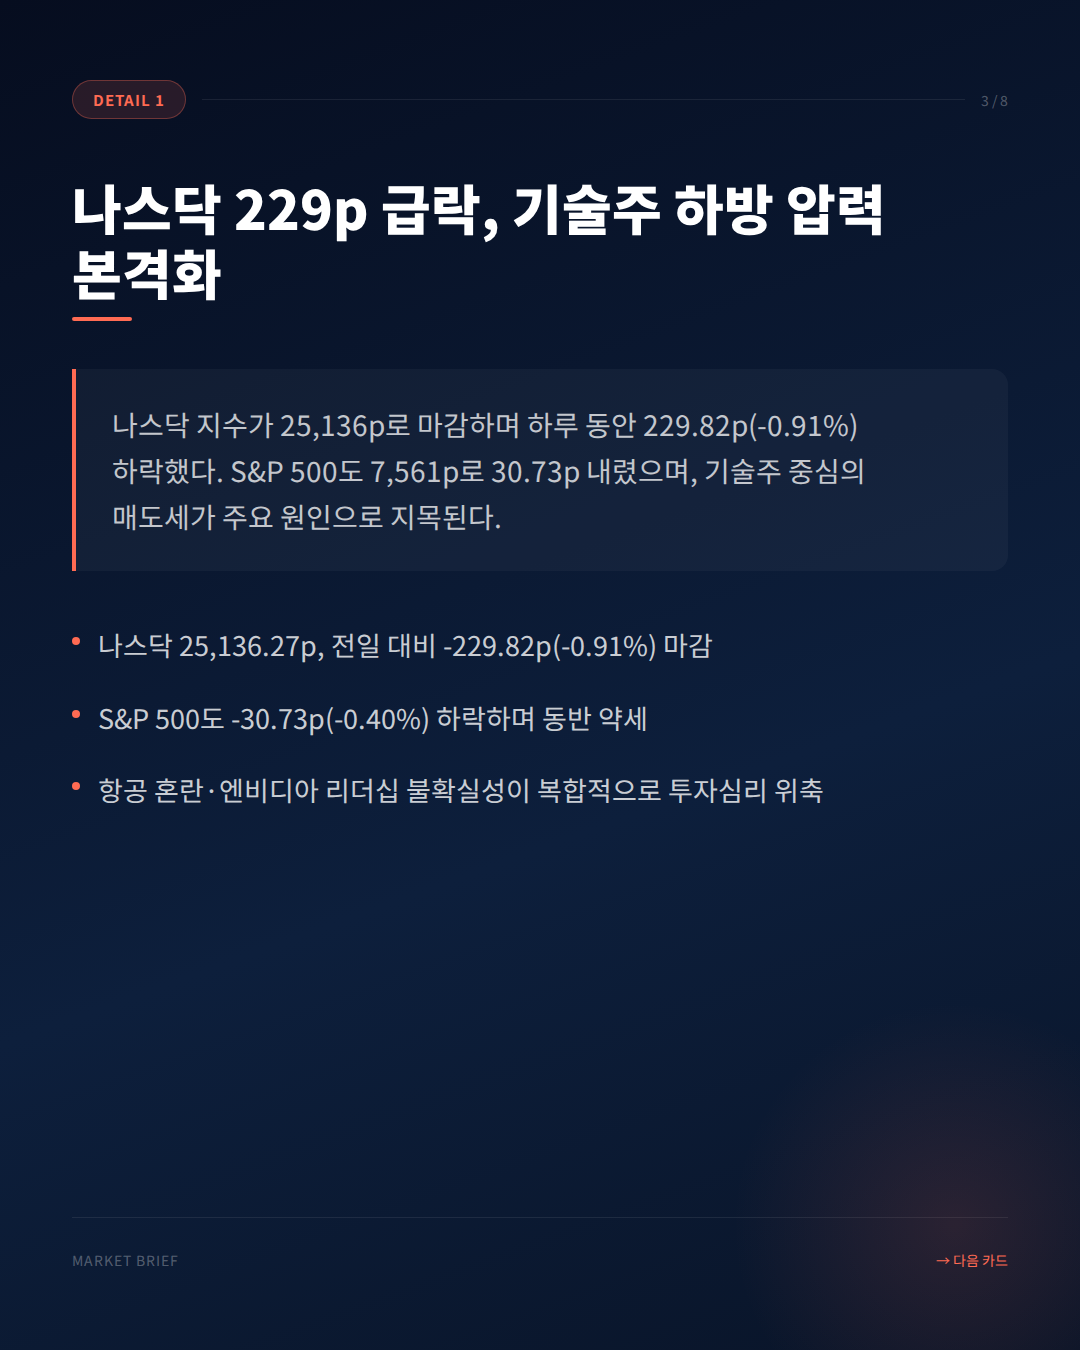 DETAIL 1
3 / 8
나스닥 229p 급락, 기술주 하방 압력
본격화
나스닥 지수가 25,136p로 마감하며 하루 동안 229.82p(-0.91%)
하락했다. S&P 500도 7,561p로 30.73p 내렸으며, 기술주 중심의
매도세가 주요 원인으로 지목된다.
나스닥 25,136.27p, 전일 대비 -229.82p(-0.91%) 마감
S&P 500도 -30.73p(-0.40%) 하락하며 동반 약세
항공 혼란·엔비디아 리더십 불확실성이 복합적으로 투자심리 위축
MARKET BRIEF
→ 다음 카드